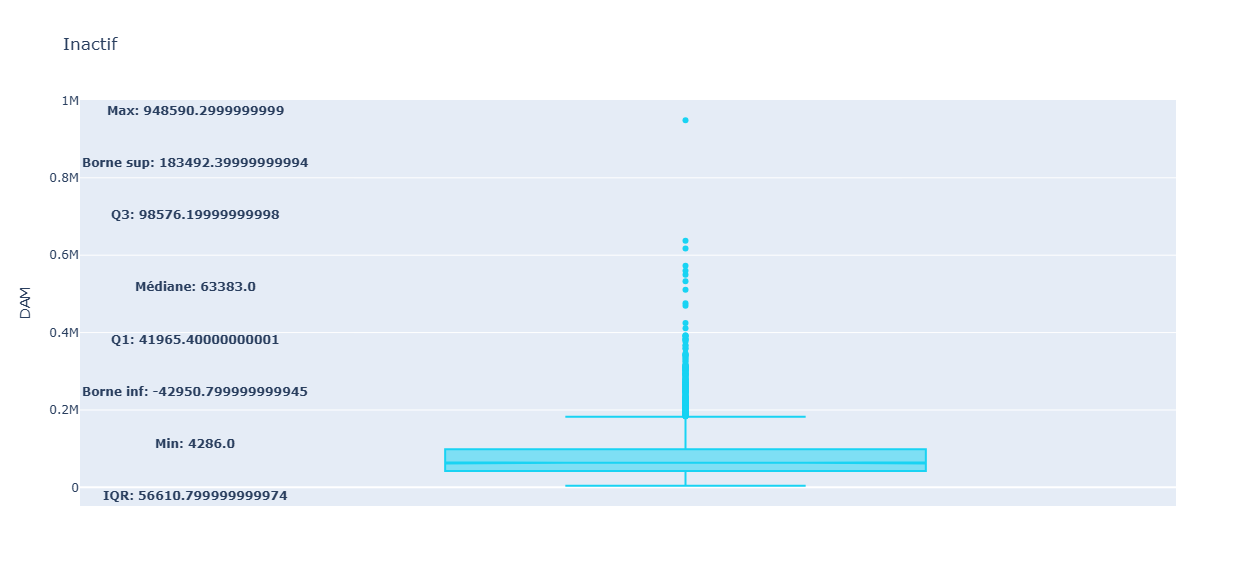 Inactif
1M
Max: 948590.2999999999
Borne sup: 183492.39999999994
0.8M
Q3: 98576.19999999998
0.6M
Médiane: 63383.0
DAM
0.4M
Q1: 41965.40000000001
Borne inf: -42950.799999999945
0.2M
Min: 4286.0
0
IQR: 56610.799999999974